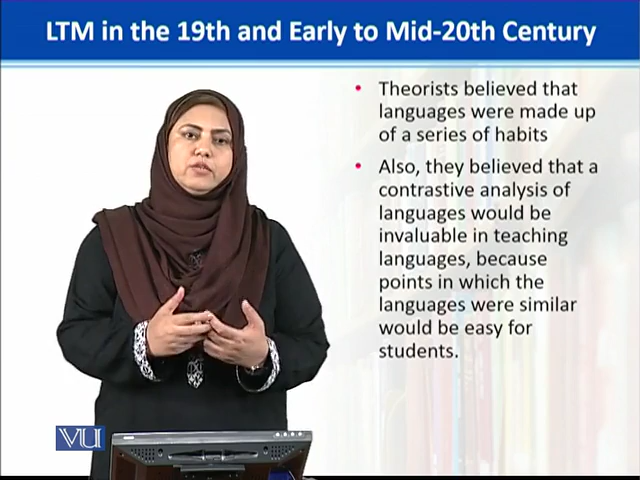 LTM in the 19th and Early to Mid-20th Century
• Theorists believed that
languages were made up
of a series of habits
• Also, they believed that a
contrastive analysis of
languages would be
invaluable in teaching
languages, because
points in which the
languages were similar
would be easy for
students.
VU